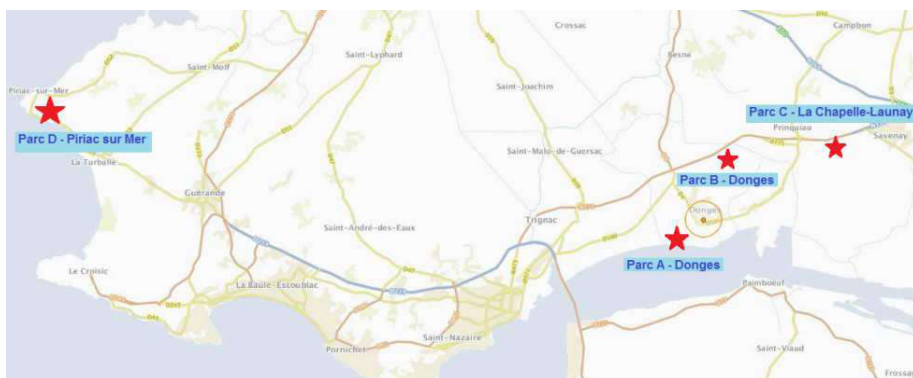 Crossac
Campbon
Saint-Lyphard
Besne
Saint-Molf
Piriac-sur-Mer
Saint-Joachim
Parc C - La Chapelle-Launay
Prinquiau
Savenay
Parc D - Piriac sur Mer
Saint-Malo-de-Guersac
La Turballe
Parc B - Donges
Guérande
Donges
Trignac
Saint-André-des-Eaux
Parc A - Donges
Le Croisic
La Baule-Escoublac
Paimboeuf
Saint-Nazaire
Pornichet
Saint-Viaud
Frossay